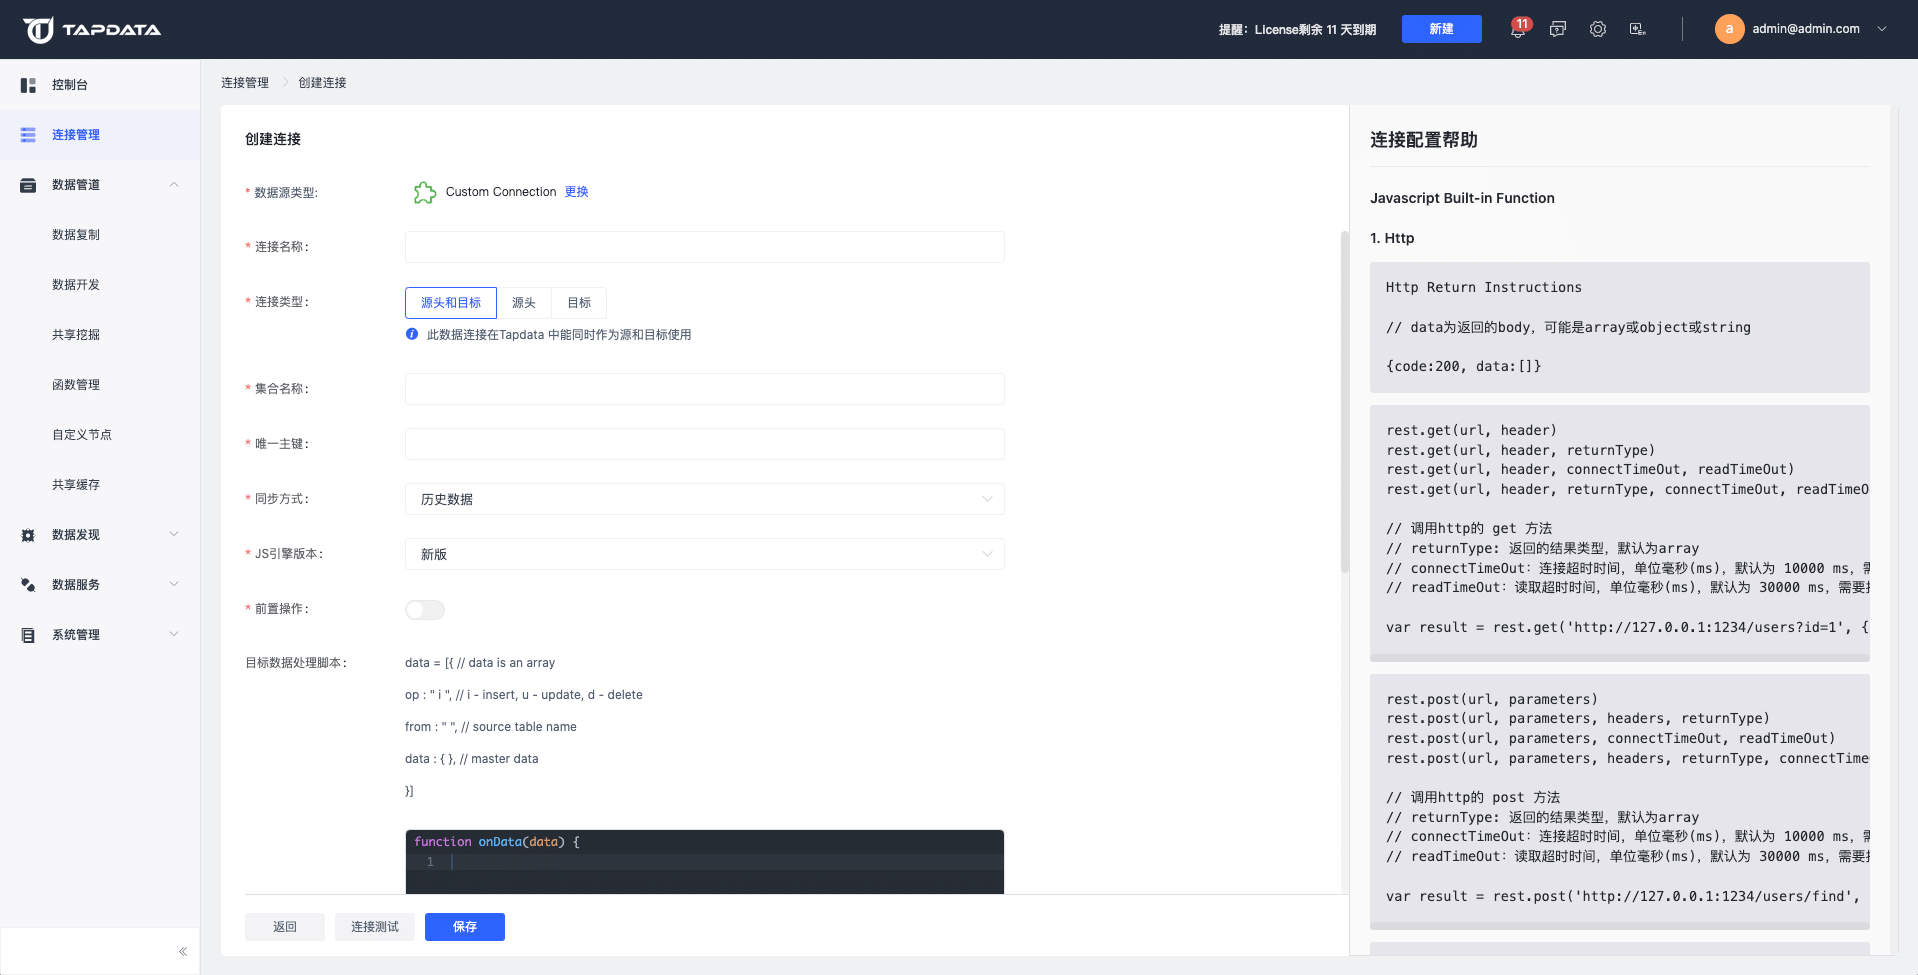 TAPDATA
提醒：License剩余 11 天到期
新建
11
a
admin@admin.com
控制台
连接管理
数据管道
数据复制
数据开发
共享挖掘
函数管理
自定义节点
共享缓存
数据发现
数据服务
系统管理
连接管理
创建连接
创建连接
* 数据源类型:
Custom Connection 更换
* 连接名称:
* 连接类型:
源头和目标 源头 目标
此数据连接在Tapdata 中能同时作为源和目标使用
* 集合名称:
* 唯一主键:
* 同步方式:
历史数据
* JS引擎版本:
新版
* 前置操作:
目标数据处理脚本:
data = [{ // data is an array
op : " i ", // i - insert, u - update, d - delete
from : " ", // source table name
data : { }, // master data
}]
function onData(data) {
1
返回
连接测试
保存
连接配置帮助
Javascript Built-in Function
1. Http
Http Return Instructions
// data为返回的body，可能是array或object或string
{code:200, data:[]}
rest.get(url, header)
rest.get(url, header, returnType)
rest.get(url, header, connectTimeOut, readTimeOut)
rest.get(url, header, returnType, connectTimeOut, readTimeO
// 调用http的 get 方法
// returnType: 返回的结果类型，默认为array
// connectTimeOut：连接超时时间，单位毫秒(ms)，默认为 10000 ms，需
// readTimeOut：读取超时时间，单位毫秒(ms)，默认为 30000 ms，需要
var result = rest.get('http://127.0.0.1:1234/users?id=1', {
rest.post(url, parameters)
rest.post(url, parameters, headers, returnType)
rest.post(url, parameters, connectTimeOut, readTimeOut)
rest.post(url, parameters, headers, returnType, connectTime
// 调用http的 post 方法
// returnType: 返回的结果类型，默认为array
// connectTimeOut：连接超时时间，单位毫秒(ms)，默认为 10000 ms，需
// readTimeOut：读取超时时间，单位毫秒(ms)，默认为 30000 ms，需要
var result = rest.post('http://127.0.0.1:1234/users/find',